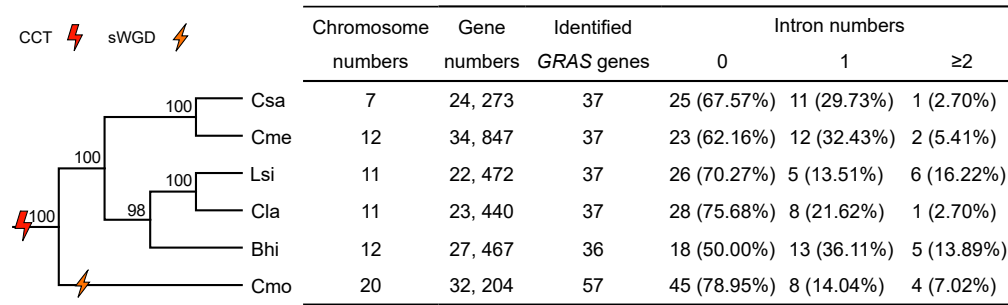 CCT sWGD
Chromosome Gene Identified Intron numbers
numbers numbers GRAS genes 0 1 ≥2
100 Csa 7 24, 273 37 25 (67.57%) 11 (29.73%) 1 (2.70%)
Cme 12 34, 847 37 23 (62.16%) 12 (32.43%) 2 (5.41%)
100
100 Lsi 11 22, 472 37 26 (70.27%) 5 (13.51%) 6 (16.22%)
98 Cla 11 23, 440 37 28 (75.68%) 8 (21.62%) 1 (2.70%)
100
Bhi 12 27, 467 36 18 (50.00%) 13 (36.11%) 5 (13.89%)
Cmo 20 32, 204 57 45 (78.95%) 8 (14.04%) 4 (7.02%)